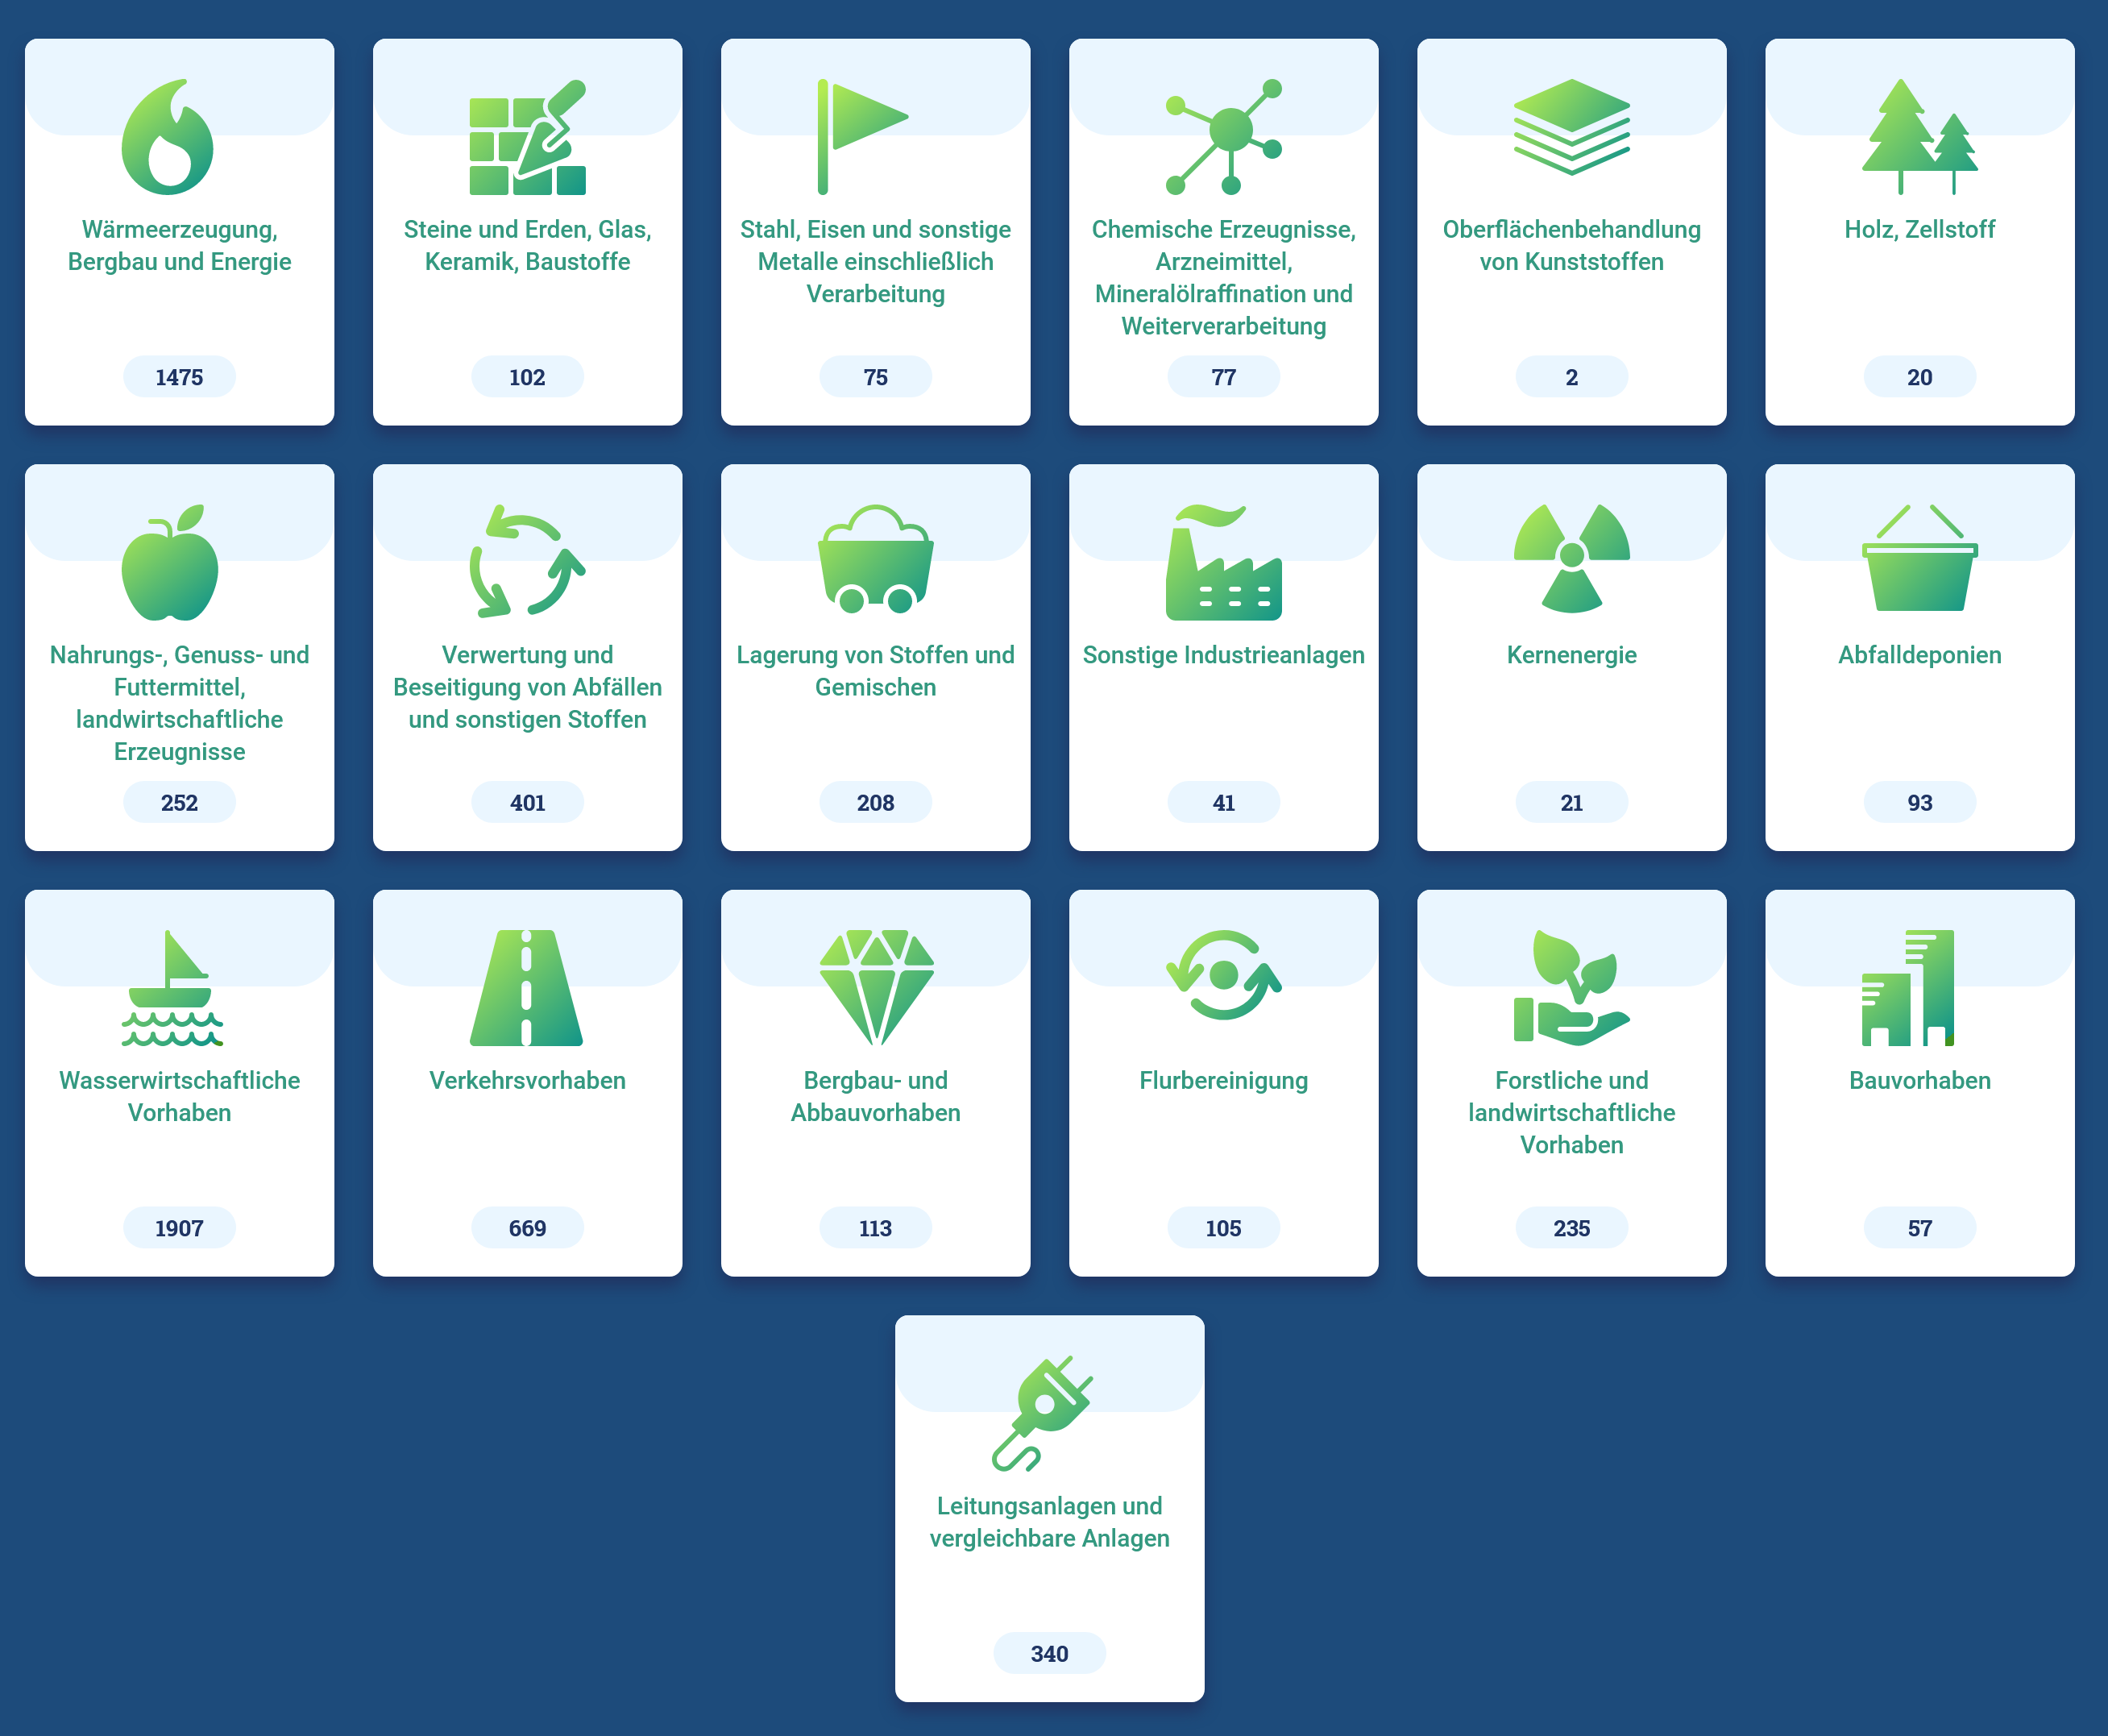 Wärmeerzeugung,
Bergbau und Energie
1475
Steine und Erden, Glas,
Keramik, Baustoffe
102
Stahl, Eisen und sonstige
Metalle einschließlich
Verarbeitung
75
Chemische Erzeugnisse,
Arzneimittel,
Mineralölraffination und
Weiterverarbeitung
77
Oberflächenbehandlung
von Kunststoffen
2
Holz, Zellstoff
20
Nahrungs-, Genuss- und
Futtermittel,
landwirtschaftliche
Erzeugnisse
252
Verwertung und
Beseitigung von Abfällen
und sonstigen Stoffen
401
Lagerung von Stoffen und
Gemischen
208
Sonstige Industrieanlagen
41
Kernenergie
21
Abfalldeponien
93
Wasserwirtschaftliche
Vorhaben
1907
Verkehrsvorhaben
669
Bergbau- und
Abbauvorhaben
113
Flurbereinigung
105
Forstliche und
landwirtschaftliche
Vorhaben
235
Bauvorhaben
57
Leitungsanlagen und
vergleichbare Anlagen
340